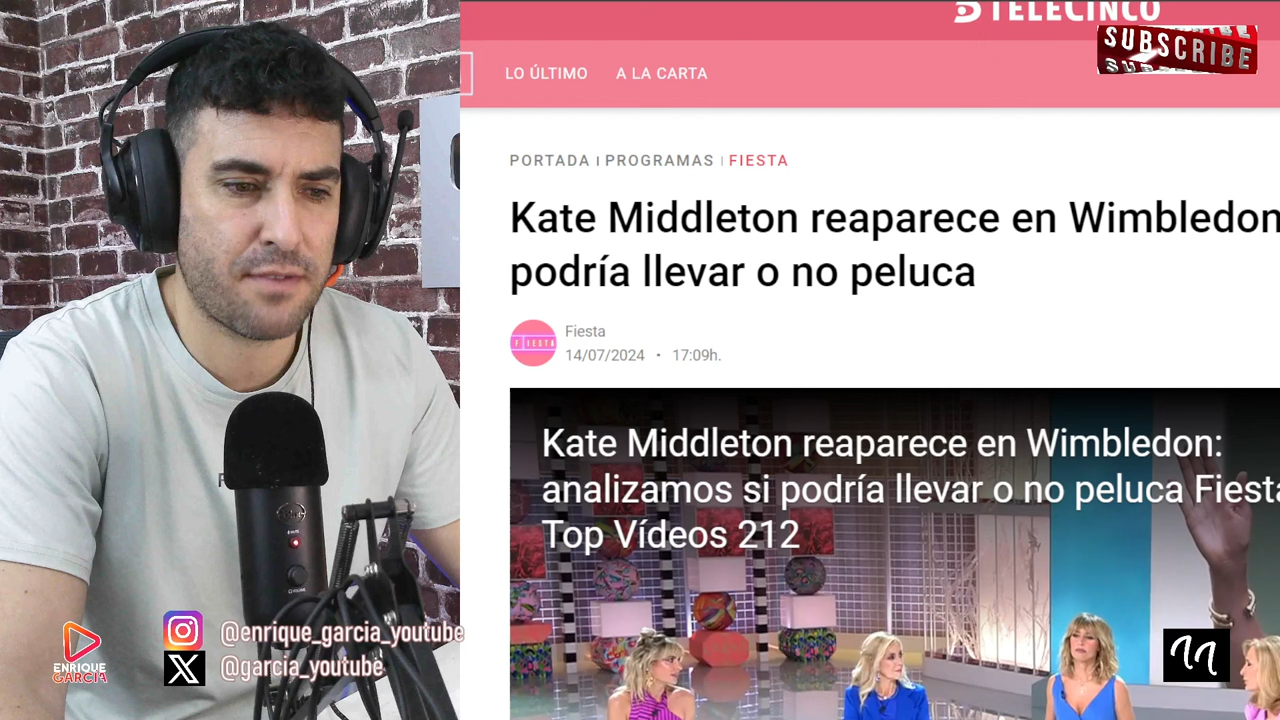 TELECINCO
SUBSCRIBE
LO ÚLTIMO A LA CARTA
PORTADA | PROGRAMAS | FIESTA
Kate Middleton reaparece en Wimbledon
podría llevar o no peluca
Fiesta
FIESTA
14/07/2024 • 17:09h.
Kate Middleton reaparece en Wimbledon:
analizamos si podría llevar o no peluca Fiesta
Top Vídeos 212
@enrique_garcia_youtube
@garcia_youtube
ENRIQUE
GARCIA